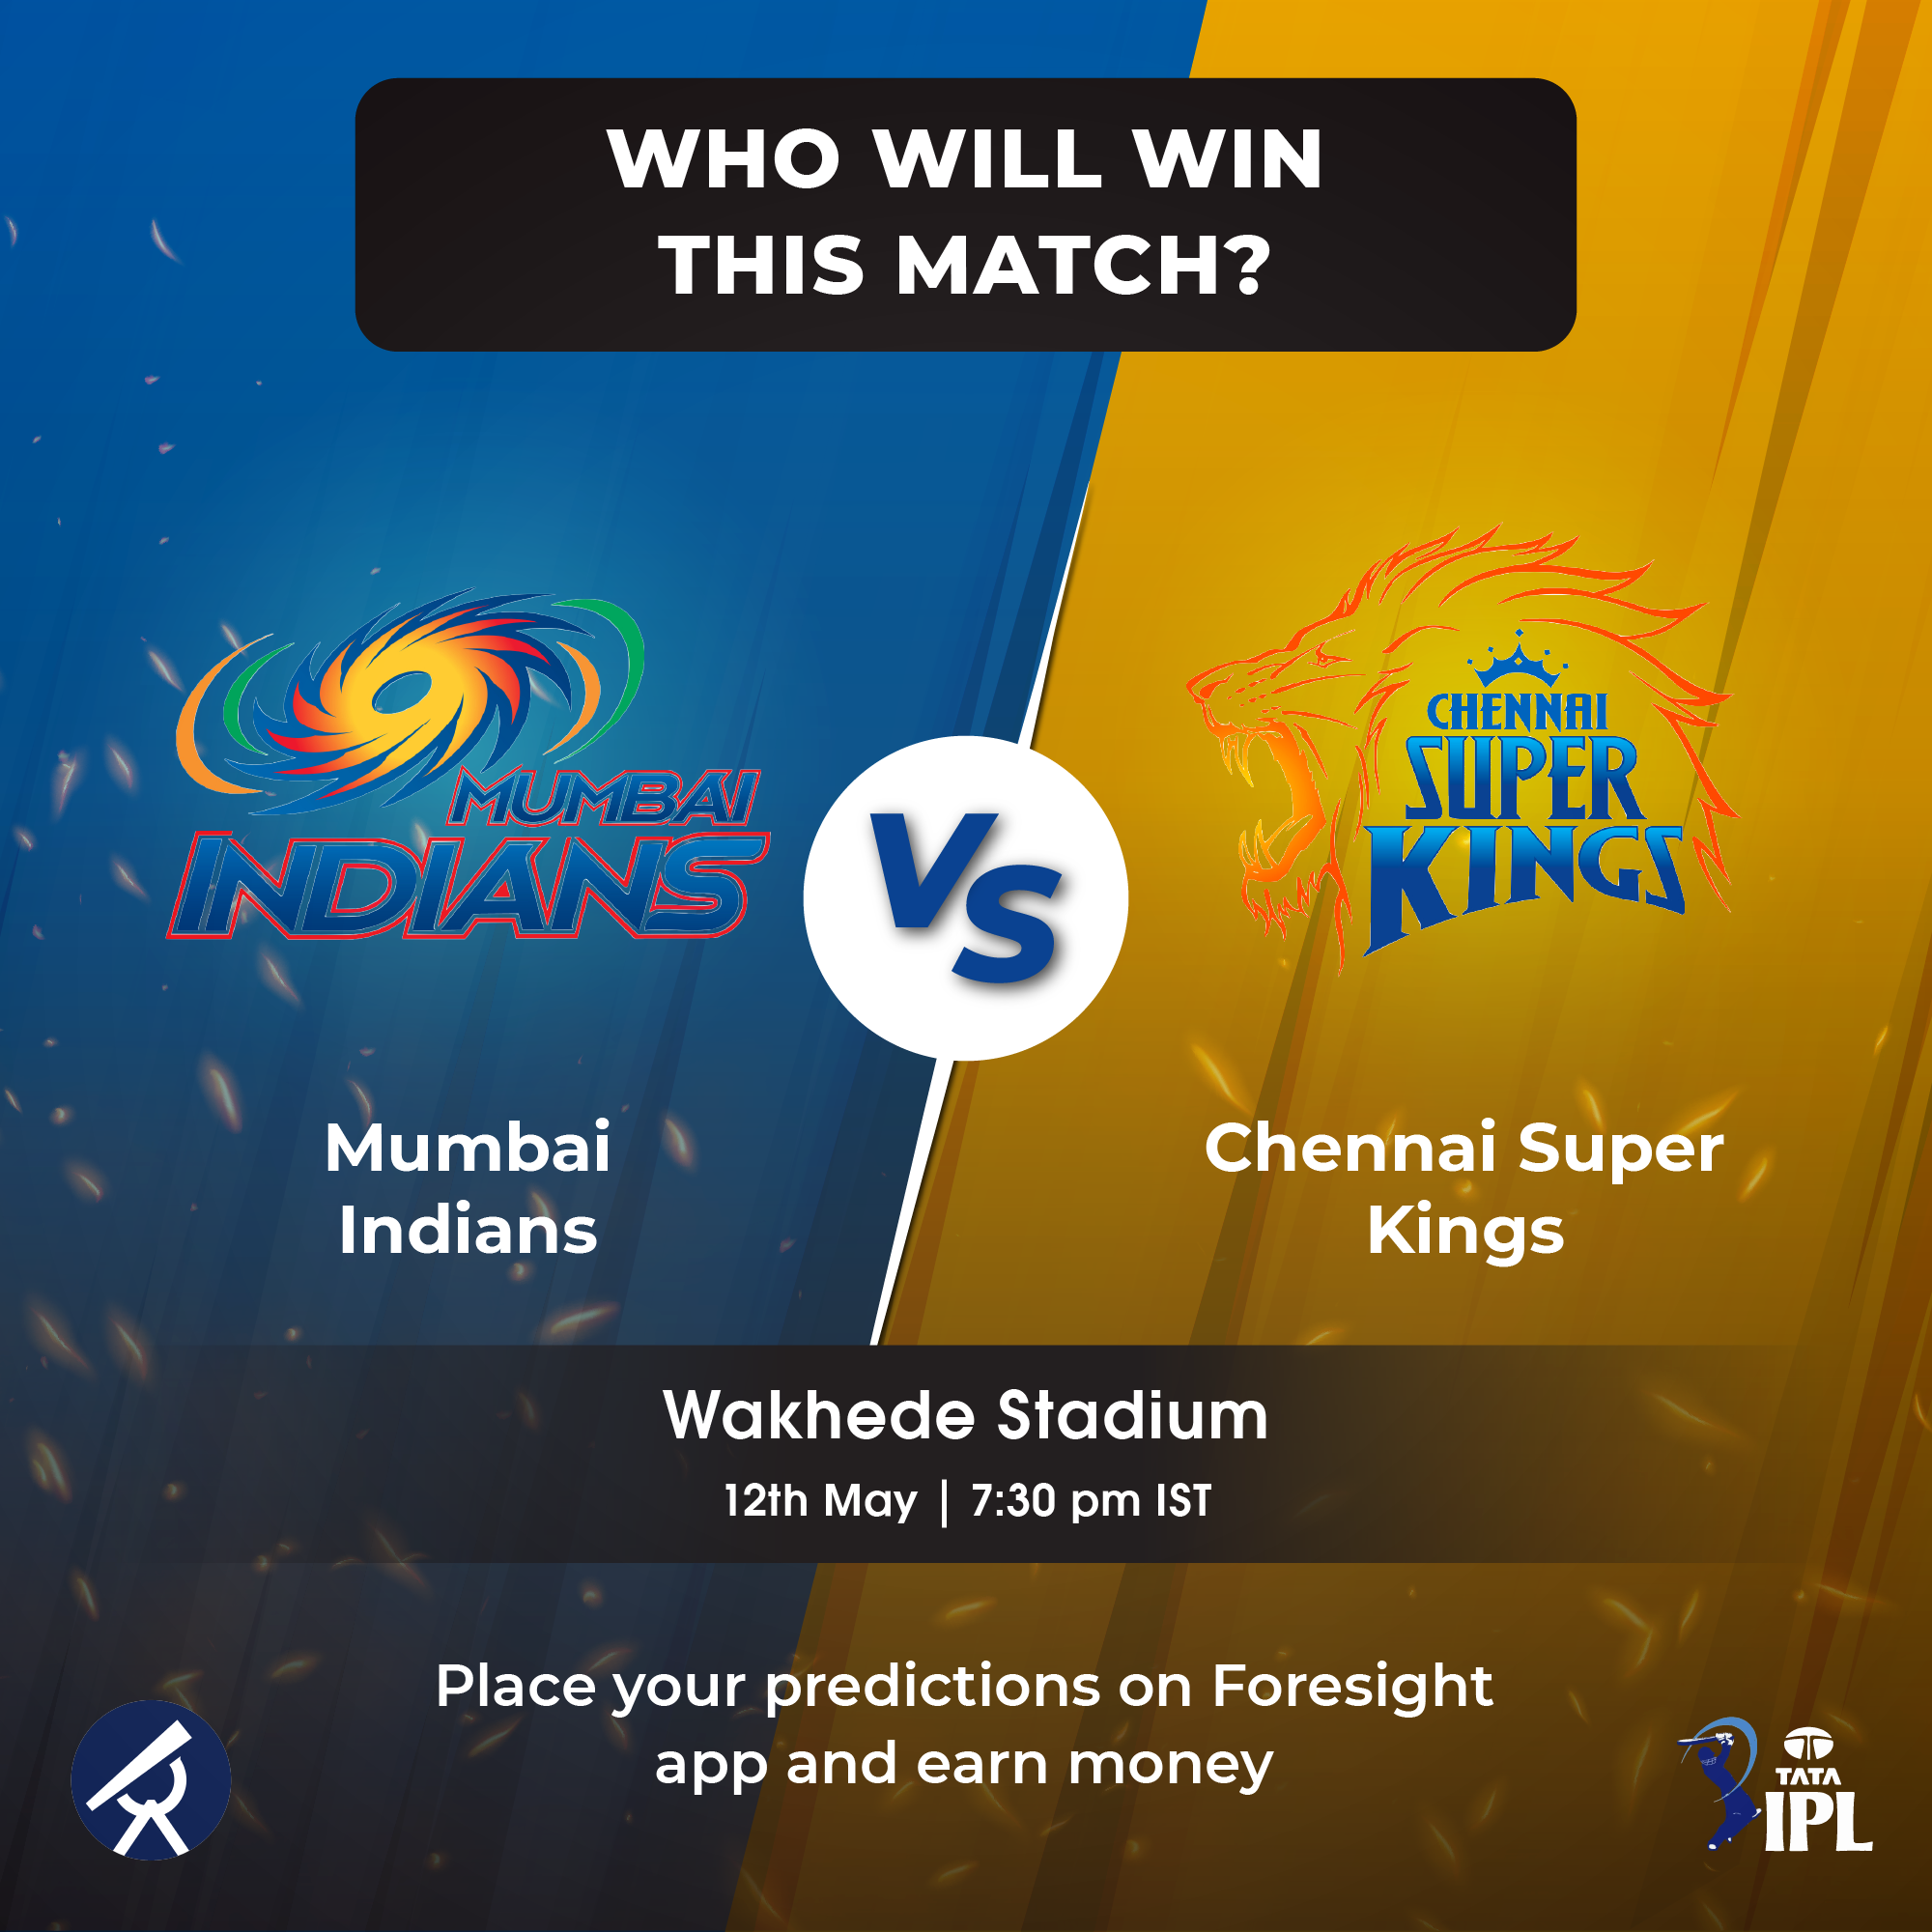 WHO WILL WIN
THIS MATCH?
MUMBAI
INDIANS
CHENNAI
SUPER
KINGS
VS
Mumbai
Indians
Chennai Super
Kings
Wakhede Stadium
12th May | 7:30 pm IST
Place your predictions on Foresight
app and earn money
TATA
IPL